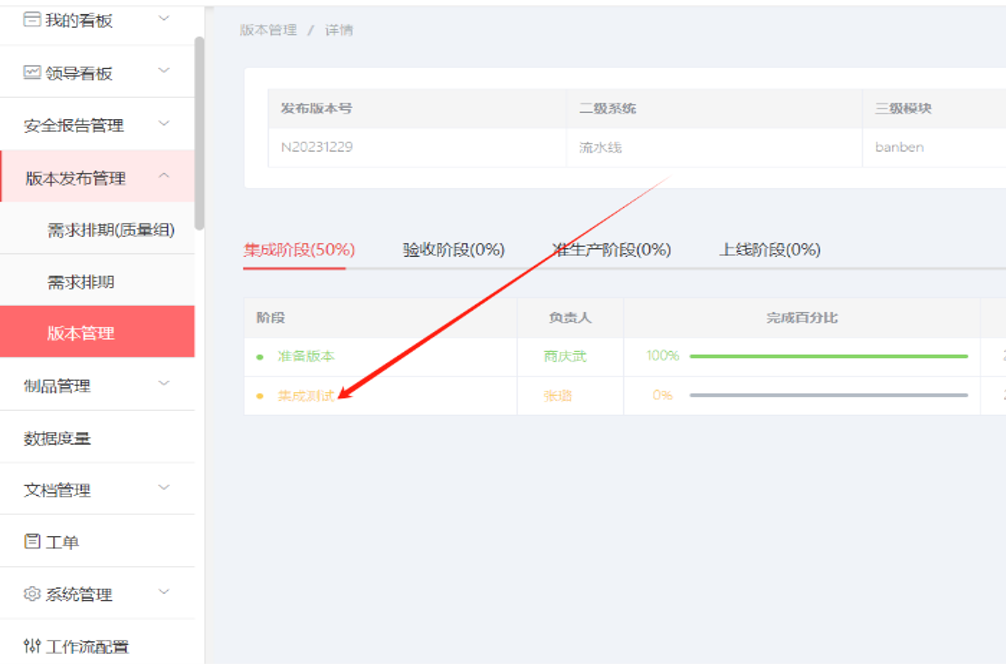 我的看板
领导看板
安全报告管理
版本发布管理
需求排期(质量组)
需求排期
版本管理
制品管理
数据度量
文档管理
工单
系统管理
工作流配置
版本管理 / 详情
发布版本号 二级系统 三级模块
N20231229 流水线 banben
集成阶段(50%) 验收阶段(0%) 准生产阶段(0%) 上线阶段(0%)
阶段 负责人 完成百分比
准备版本 商庆武 100%
集成测试 张璐 0%